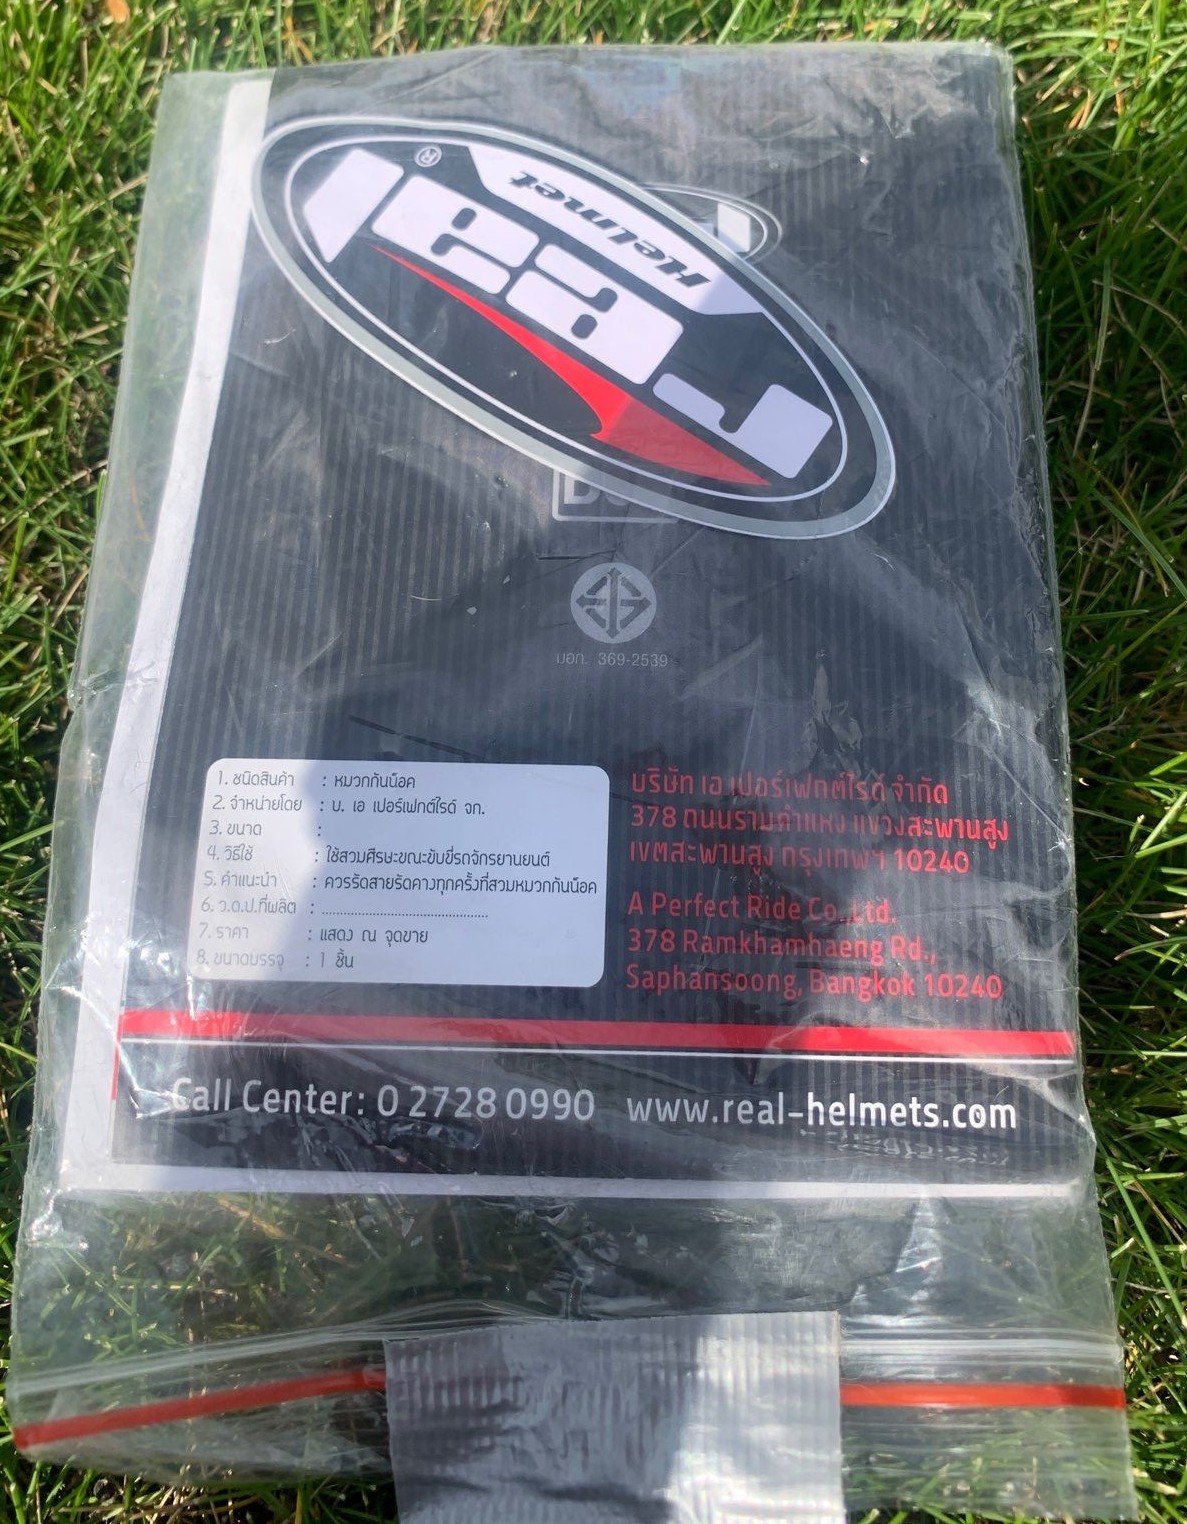 Helmet
real
®
มอก. 369-2539
1. ชนิดสินค้า : หมวกกันน็อค
2. จำหน่ายโดย : บ. เอ เปอร์เฟกต์ไรด์ จก.
3. ขนาด :
4. วิธีใช้ : ใช้สวมศีรษะขณะขับขี่รถจักรยานยนต์
5. คำแนะนำ : ควรรัดสายรัดคางทุกครั้งที่สวมหมวกกันน็อค
6. ว.ด.ป.ที่ผลิต : ................................................
7. ราคา : แสดง ณ จุดขาย
8. ขนาดบรรจุ : 1 ชิ้น
บริษัท เอ เปอร์เฟกต์ไรด์ จำกัด
378 ถนนรามคำแหง แขวงสะพานสูง
เขตสะพานสูง กรุงเทพฯ 10240
A Perfect Ride Co.,Ltd.
378 Ramkhamhaeng Rd.,
Saphansoong, Bangkok 10240
Call Center: 0 2728 0990 www.real-helmets.com